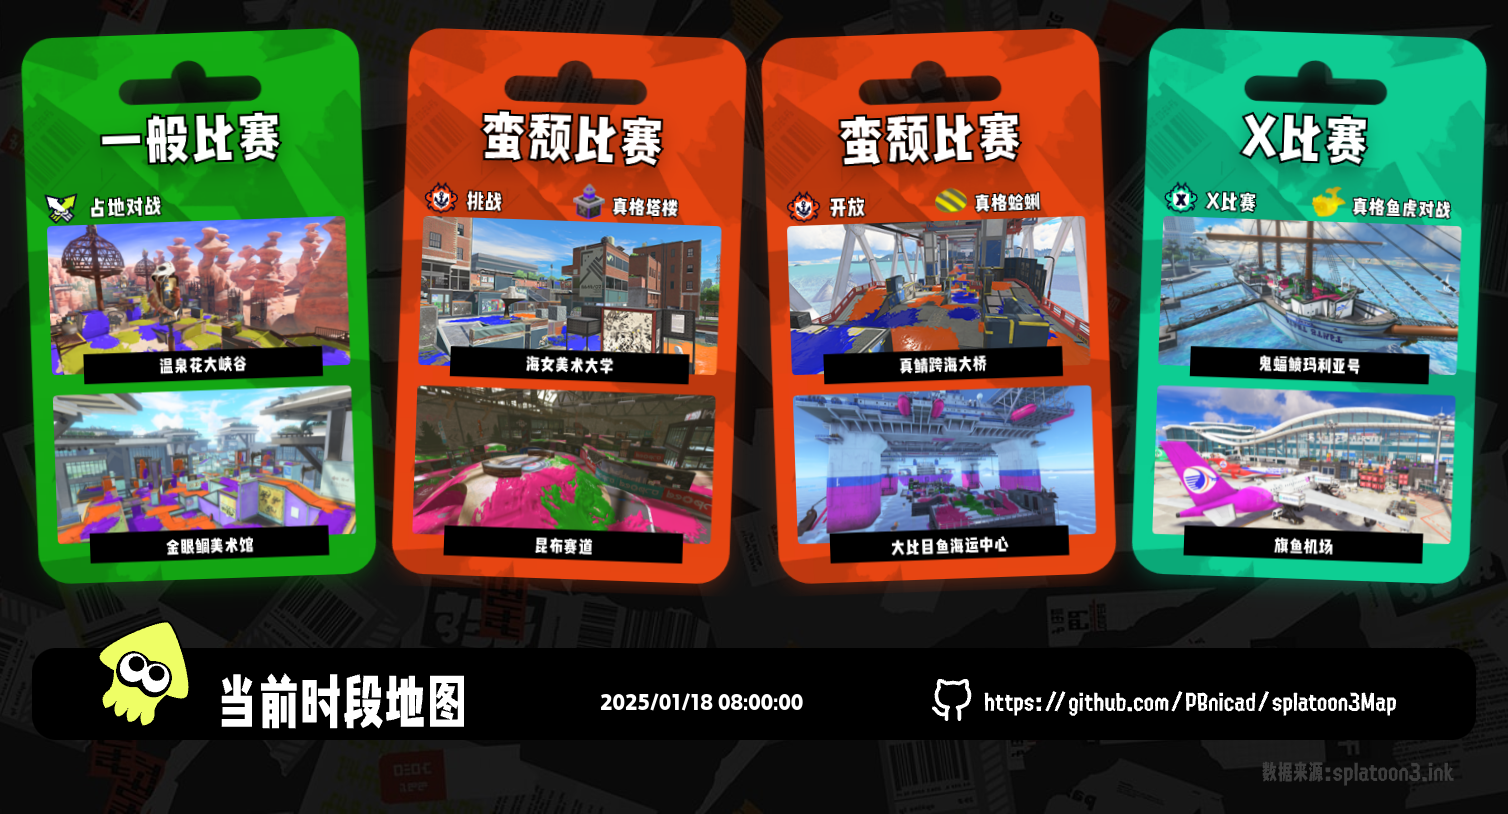 一般比赛
占地对战
温泉花大峡谷
金眼鲷美术馆
蛮颓比赛
挑战
真格塔楼
海女美术大学
昆布赛道
蛮颓比赛
开放
真格蛤蜊
真鲷跨海大桥
大比目鱼海运中心
X比赛
X比赛
真格鱼虎对战
鬼蝠鲼玛利亚号
旗鱼机场
当前时段地图
2025/01/18 08:00:00
https://github.com/PBnicad/splatoon3Map
数据来源:splatoon3.ink